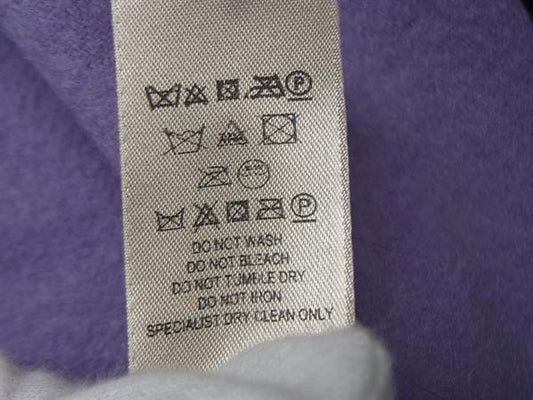 P
P
DO NOT WASH
DO NOT BLEACH
DO NOT TUMBLE DRY
DO NOT IRON
SPECIALIST DRY CLEAN ONLY